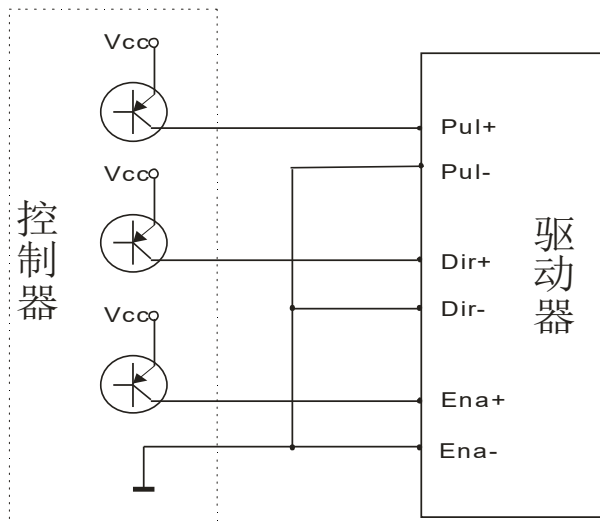 Vcc
Pul+
Pul-
Vcc
Dir+
Dir-
Vcc
Ena+
Ena-
控制器
驱动器